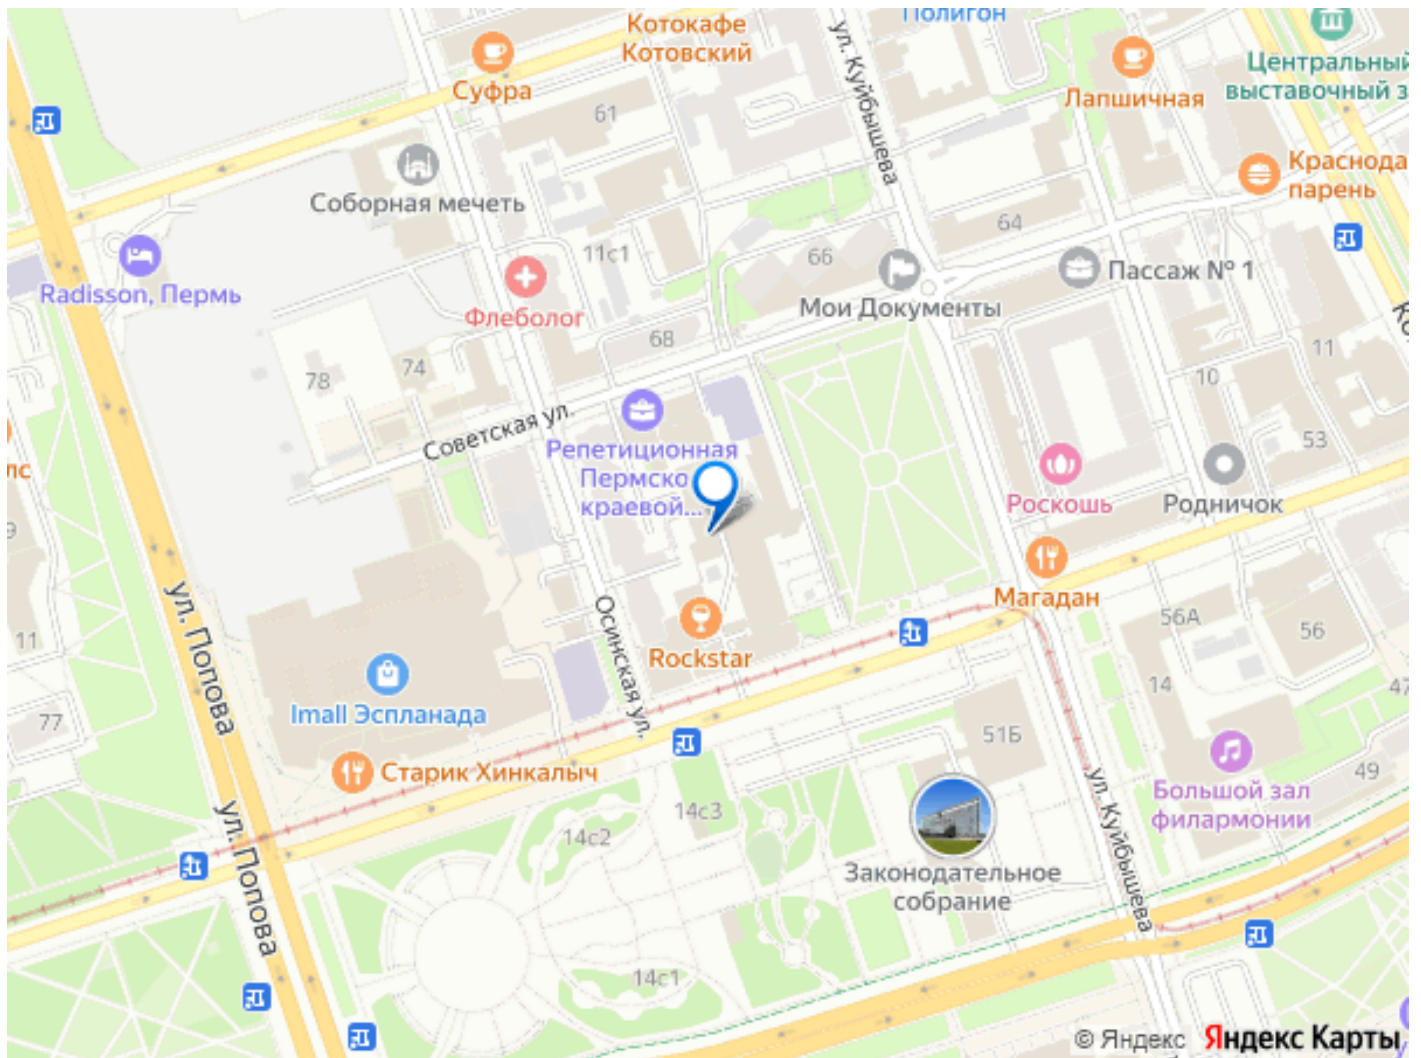 Котокафе
Котовский
Полигон
ул. Куйбышева
Центральный
выставочный з
Суфра
Лапшичная
61
Краснода
парень
Соборная мечеть
64
11с1
66
Radisson, Пермь
Флеболог
Мои Документы
Пассаж № 1
68
74
78
11
10
Советская ул.
Репетиционная
Пермско
краевой...
53
лс
Роскошь
Родничок
9
ул. Попова
Осинская ул.
Магадан
56А
56
11
Rockstar
14
47
77
Imall Эспланада
51Б
Старик Хинкалыч
49
ул. Куйбышева
Большой зал
филармонии
14с3
14с2
ул. Попова
Законодательное
собрание
14с1
© Яндекс Яндекс Карты